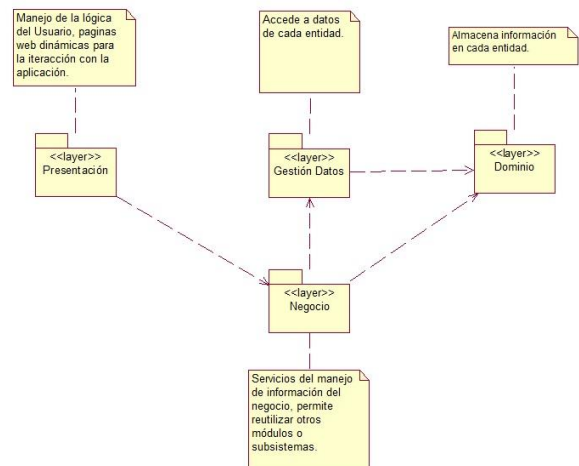 Manejo de la lógica
del Usuario, paginas
web dinámicas para
la iteracción con la
aplicación.
Accede a datos
de cada entidad.
Almacena información
en cada entidad.
<<layer>>
Presentación
<<layer>>
Gestión Datos
<<layer>>
Dominio
<<layer>>
Negocio
Servicios del manejo
de información del
negocio, permite
reutilizar otros
módulos o
subsistemas.